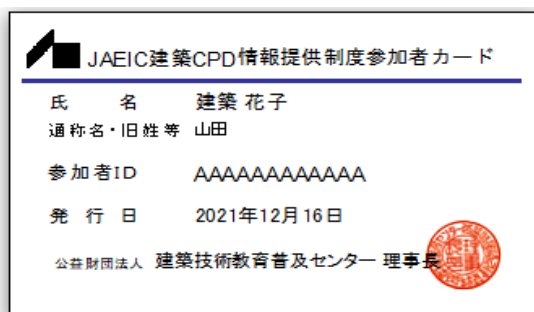 JAEIC建築CPD情報提供制度参加者カード
氏 名 建築 花子
通称名・旧姓等 山田
参加者ID AAAAAAAAAAAA
発行日 2021年12月16日
公益財団法人 建築技術教育普及センター 理事長